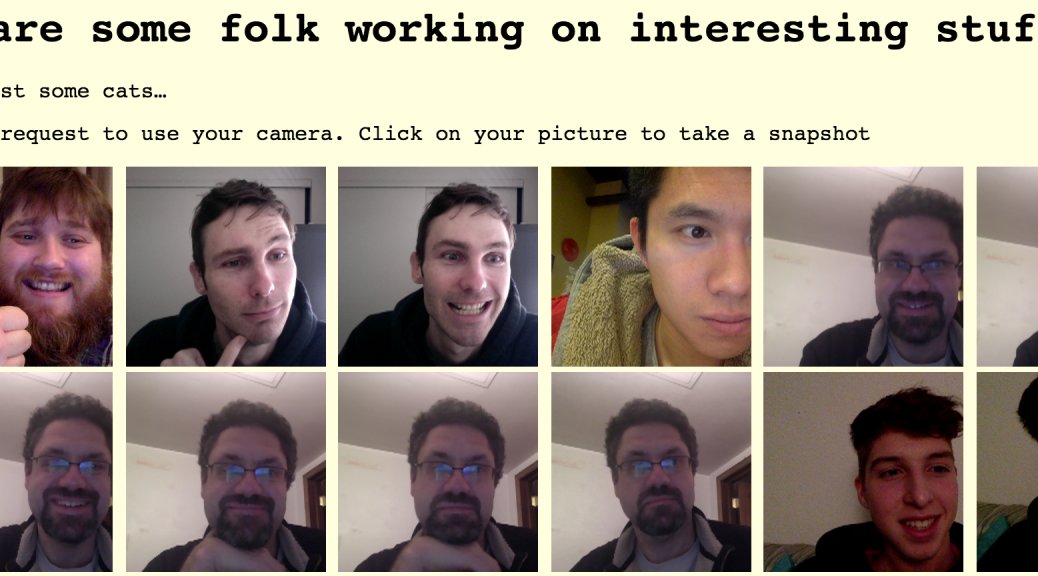 are some folk working on interesting stuf
st some cats…
request to use your camera. Click on your picture to take a snapshot